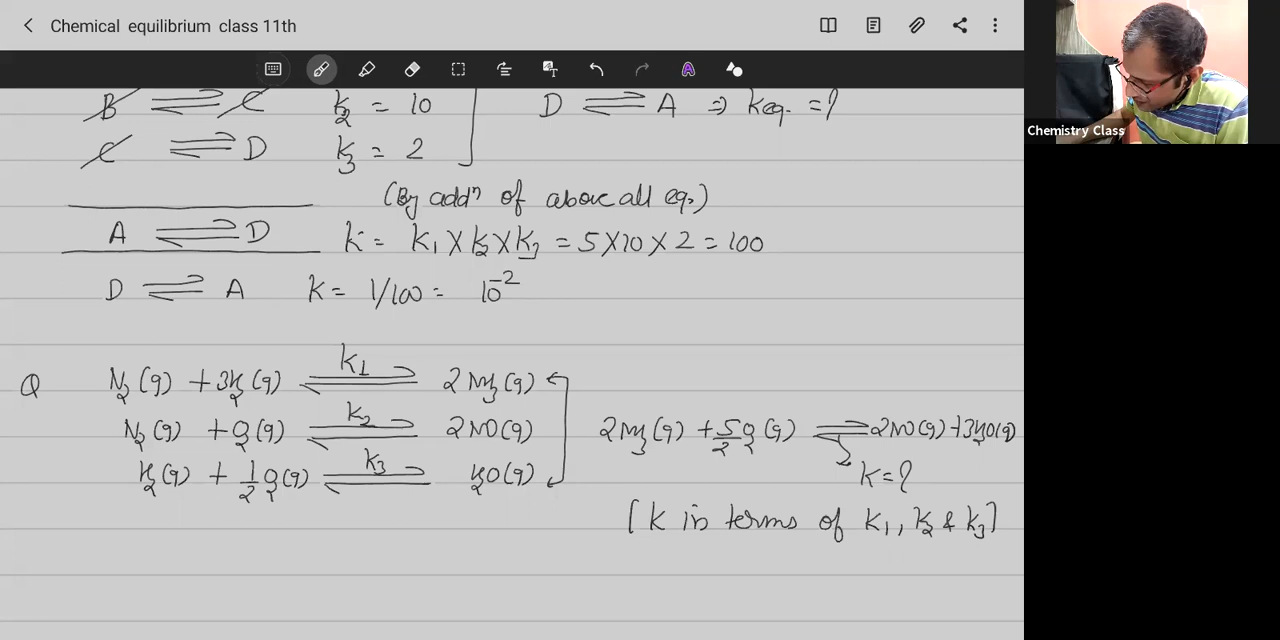 Chemical equilibrium class 11th
Chemistry Class
B ⇌ C K₂ = 10 D ⇌ A ⇒ Keq. = ?
C ⇌ D K₃ = 2
(By addⁿ of above all eq.)
A ⇌ D K = K₁ X K₂ X K₃ = 5 X 10 X 2 = 100
D ⇌ A K = 1/100 = 10⁻²
Q N₂(g) + 3H₂(g) ⇌ K₁ 2NH₃(g)
N₂(g) + O₂(g) ⇌ K₂ 2NO(g) 2NH₃(g) + 5/2 O₂(g) ⇌ 2NO(g) + 3H₂O(g)
H₂(g) + 1/2 O₂(g) ⇌ K₃ H₂O(g) K = ?
[K in terms of K₁, K₂ & K₃]